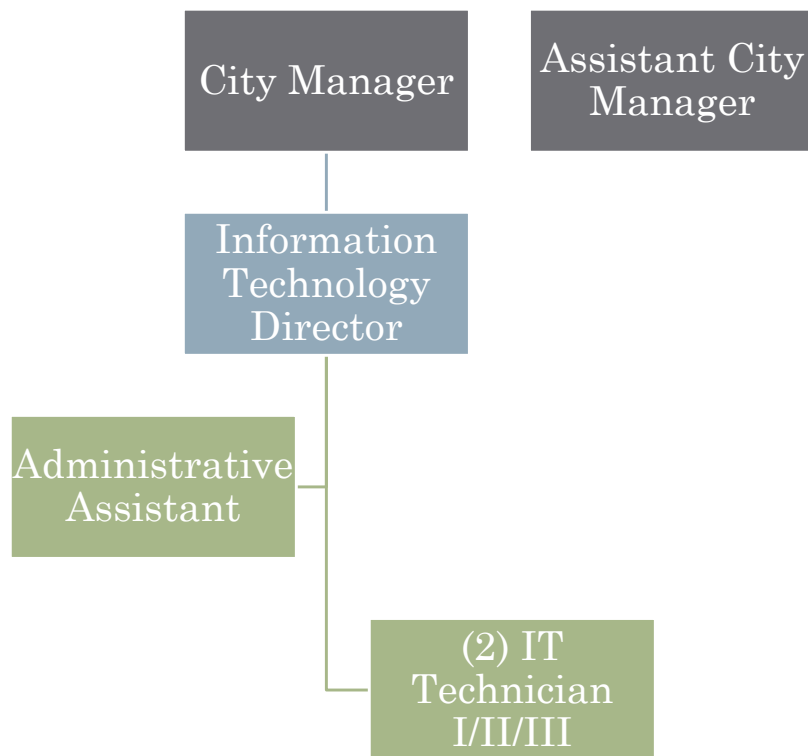 City Manager
Assistant City
Manager
Information
Technology
Director
Administrative
Assistant
(2) IT
Technician
I/II/III